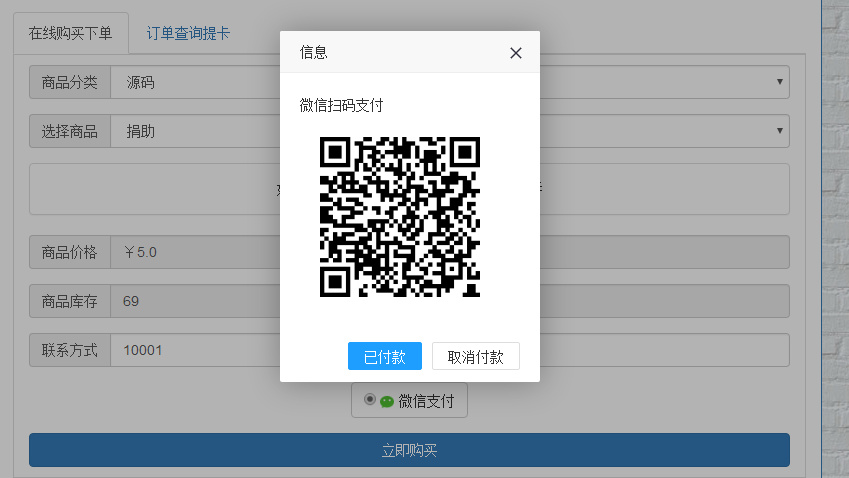 在线购买下单 订单查询提卡
信息
商品分类 源码
微信扫码支付
选择商品 捐助
商品价格 ￥5.0
商品库存 69
联系方式 10001
已付款 取消付款
微信支付
立即购买